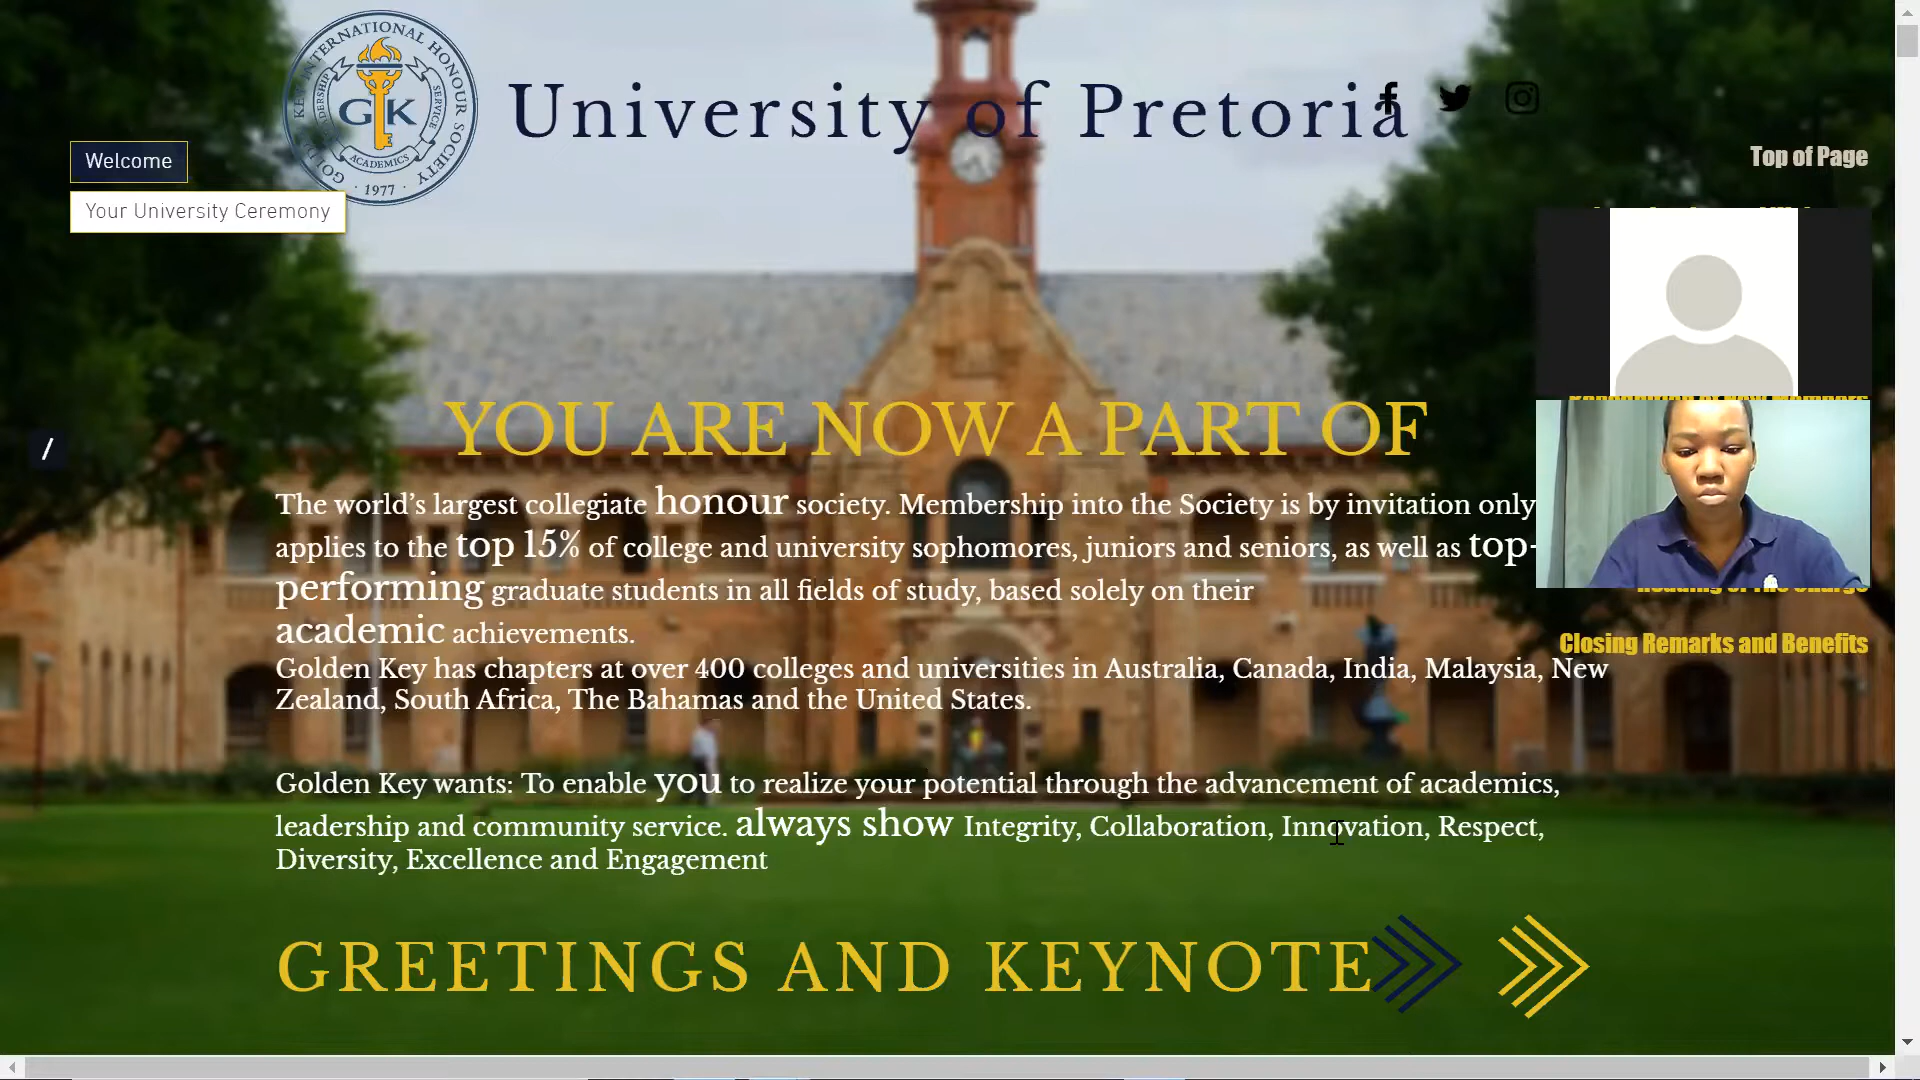 GOLDEN KEY INTERNATIONAL HONOUR SOCIETY
LEADERSHIP
SERVICE
GK
ACADEMICS
· 1977 ·
University of Pretoria
Welcome
Your University Ceremony
Top of Page
YOU ARE NOW A PART OF
/
The world’s largest collegiate honour society. Membership into the Society is by invitation only
applies to the top 15% of college and university sophomores, juniors and seniors, as well as top-
performing graduate students in all fields of study, based solely on their
academic achievements.
Golden Key has chapters at over 400 colleges and universities in Australia, Canada, India, Malaysia, New
Zealand, South Africa, The Bahamas and the United States.
Closing Remarks and Benefits
Golden Key wants: To enable you to realize your potential through the advancement of academics,
leadership and community service. always show Integrity, Collaboration, Innovation, Respect,
Diversity, Excellence and Engagement
GREETINGS AND KEYNOTE